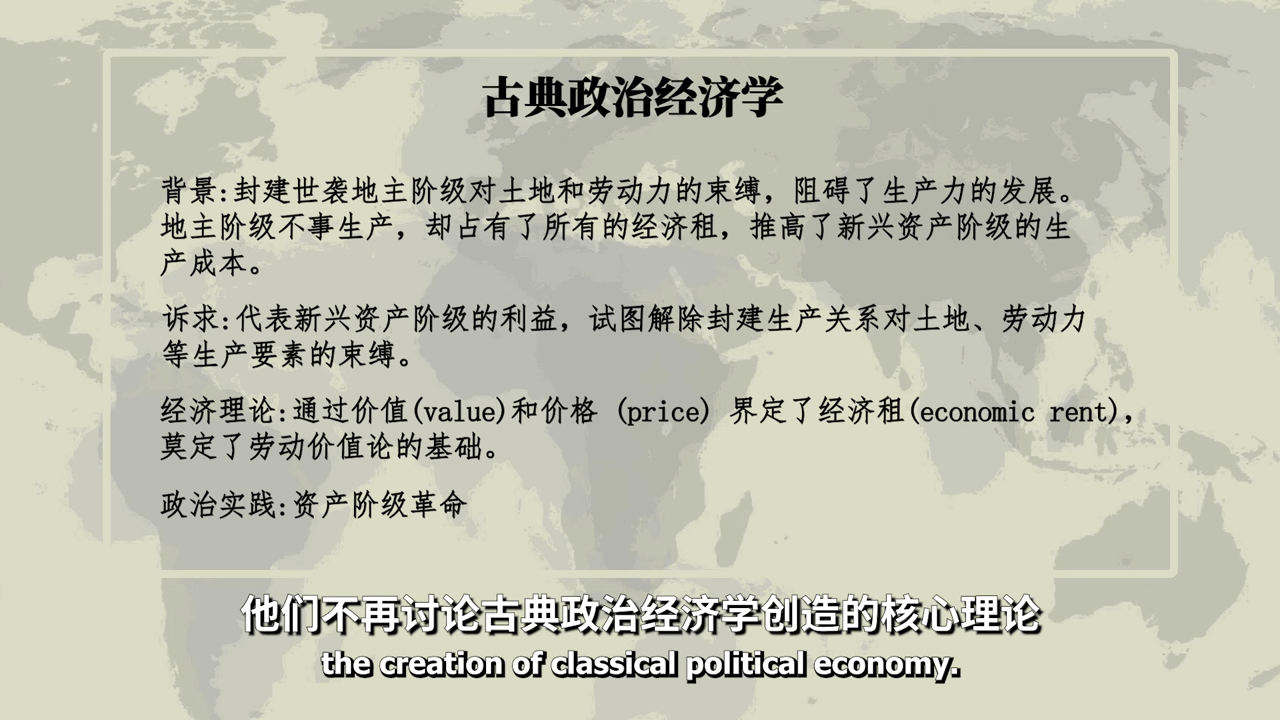 古典政治经济学
背景:封建世袭地主阶级对土地和劳动力的束缚，阻碍了生产力的发展。
地主阶级不事生产，却占有了所有的经济租，推高了新兴资产阶级的生
产成本。
诉求:代表新兴资产阶级的利益，试图解除封建生产关系对土地、劳动力
等生产要素的束缚。
经济理论:通过价值(value)和价格 (price) 界定了经济租(economic rent)，
奠定了劳动价值论的基础。
政治实践:资产阶级革命
他们不再讨论古典政治经济学创造的核心理论
the creation of classical political economy.